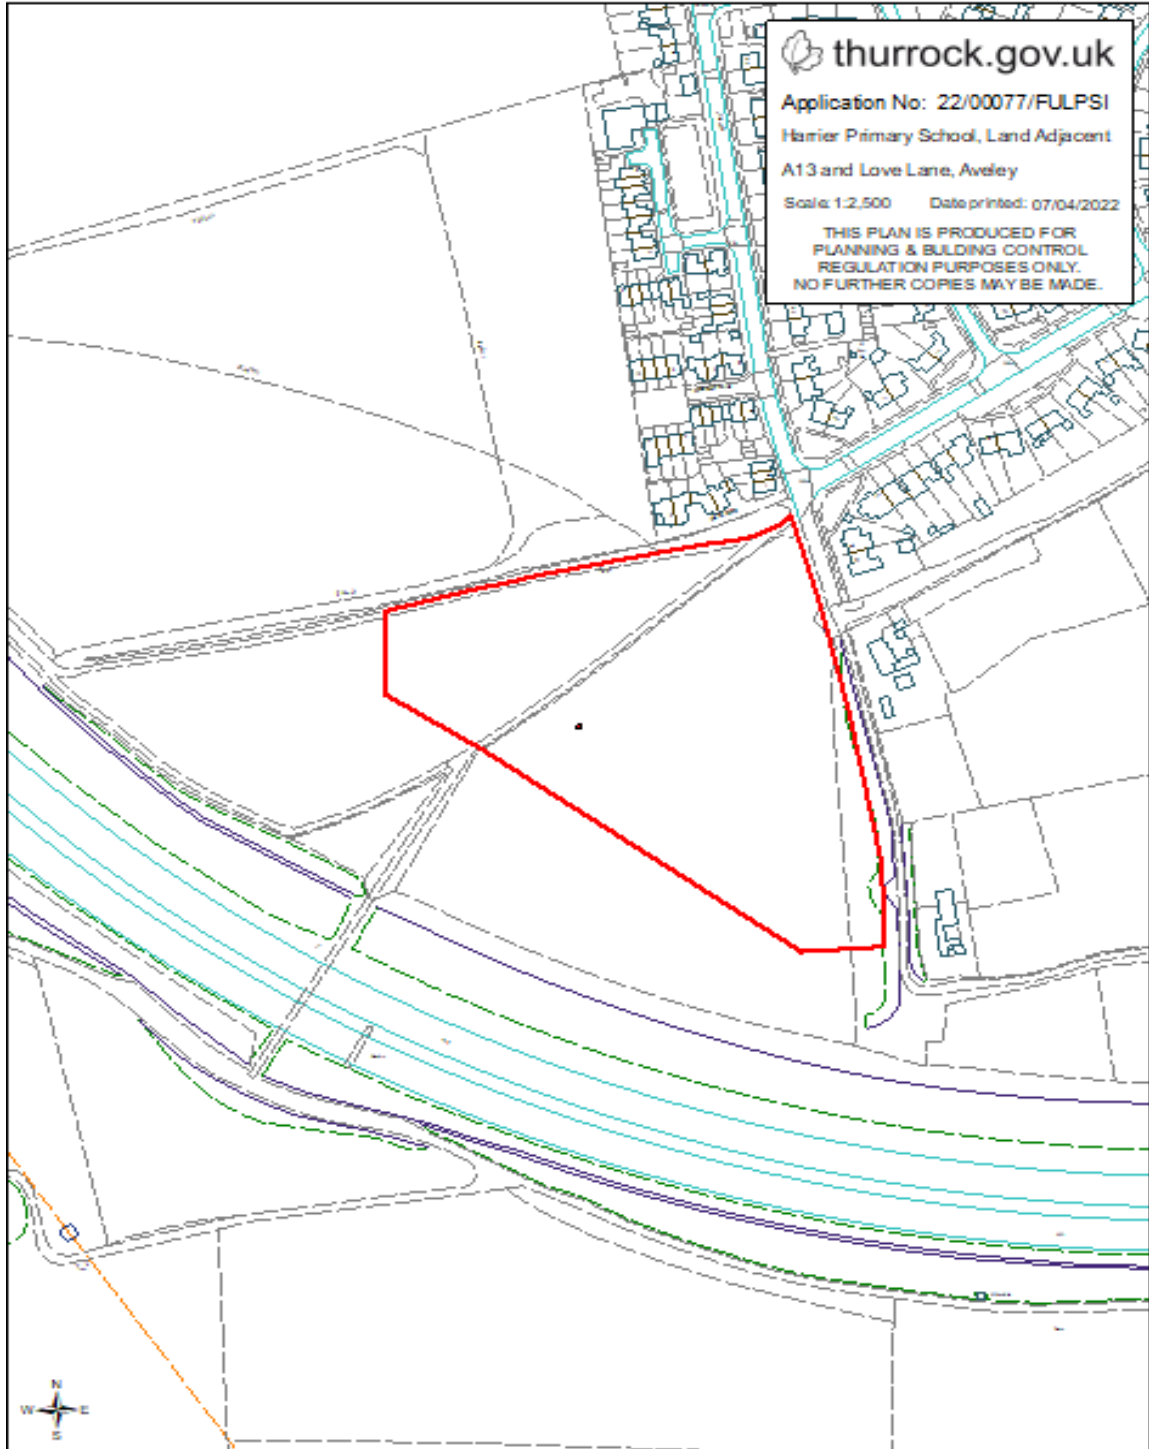 thurrock.gov.uk
Application No: 22/00077/FULPSI
Harrier Primary School, Land Adjacent
A13 and Love Lane, Aveley
Scale: 1:2,500 Date printed: 07/04/2022
THIS PLAN IS PRODUCED FOR
PLANNING & BULDING CONTROL
REGULATION PURPOSES ONLY.
NO FURTHER COPIES MAY BE MADE.
N
W E
S